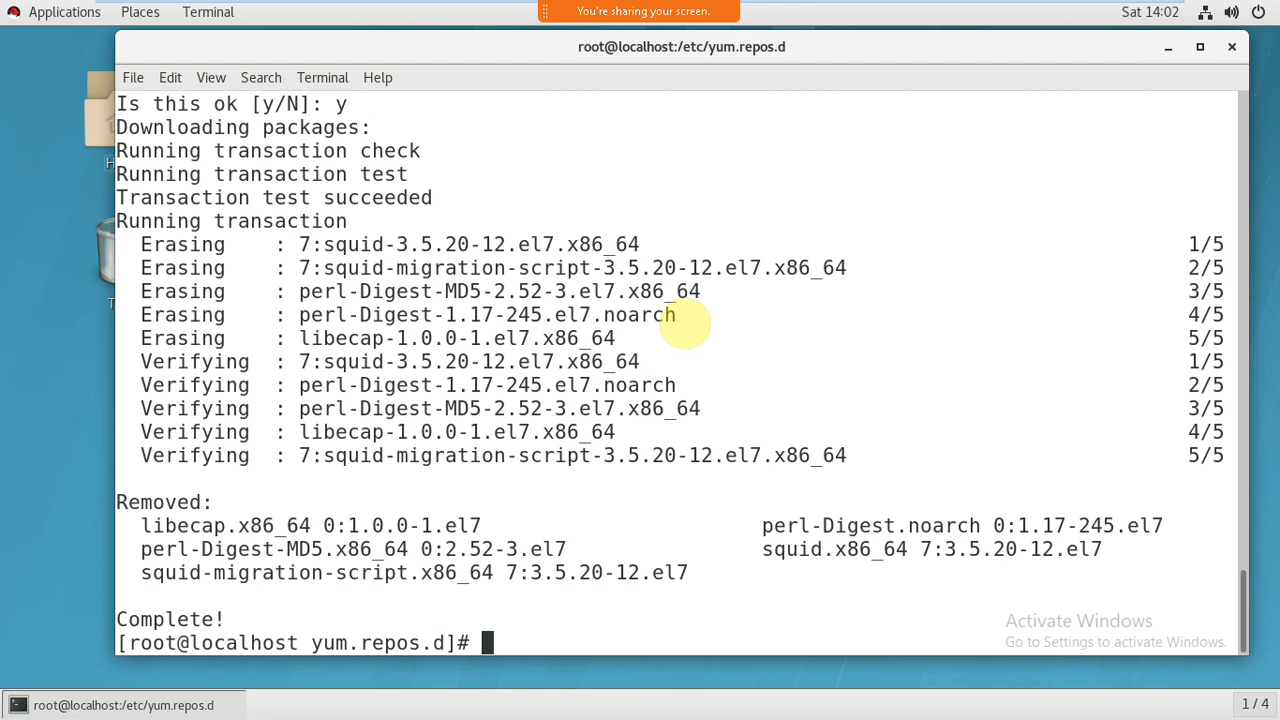 Applications Places Terminal You're sharing your screen. Sat 14:02
root@localhost:/etc/yum.repos.d
File Edit View Search Terminal Help
Is this ok [y/N]: y
Downloading packages:
Running transaction check
Running transaction test
Transaction test succeeded
Running transaction
Erasing : 7:squid-3.5.20-12.el7.x86_64 1/5
Erasing : 7:squid-migration-script-3.5.20-12.el7.x86_64 2/5
Erasing : perl-Digest-MD5-2.52-3.el7.x86_64 3/5
Erasing : perl-Digest-1.17-245.el7.noarch 4/5
Erasing : libecap-1.0.0-1.el7.x86_64 5/5
Verifying : 7:squid-3.5.20-12.el7.x86_64 1/5
Verifying : perl-Digest-1.17-245.el7.noarch 2/5
Verifying : perl-Digest-MD5-2.52-3.el7.x86_64 3/5
Verifying : libecap-1.0.0-1.el7.x86_64 4/5
Verifying : 7:squid-migration-script-3.5.20-12.el7.x86_64 5/5
Removed:
libecap.x86_64 0:1.0.0-1.el7 perl-Digest.noarch 0:1.17-245.el7
perl-Digest-MD5.x86_64 0:2.52-3.el7 squid.x86_64 7:3.5.20-12.el7
squid-migration-script.x86_64 7:3.5.20-12.el7
Complete!
[root@localhost yum.repos.d]#
Activate Windows
Go to Settings to activate Windows.
root@localhost:/etc/yum.repos.d 1 / 4